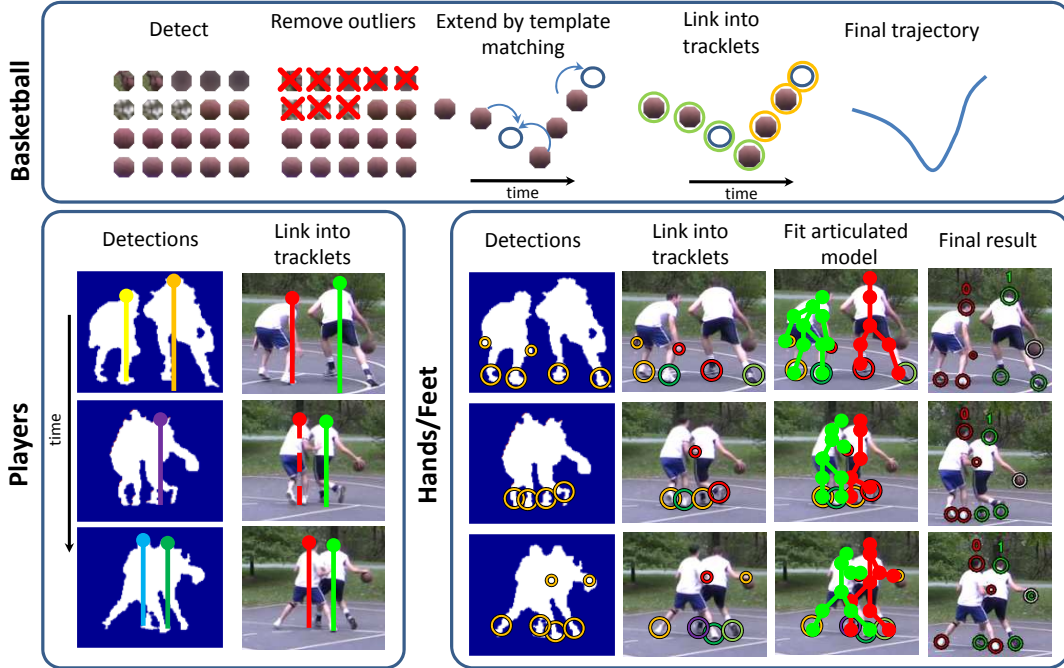 Basketball
Detect
Remove outliers
Extend by template
matching
Link into
tracklets
Final trajectory
time
time
Players
time
Detections
Link into
tracklets
Hands/Feet
Detections
Link into
tracklets
Fit articulated
model
Final result
0
1
0
1
0
1